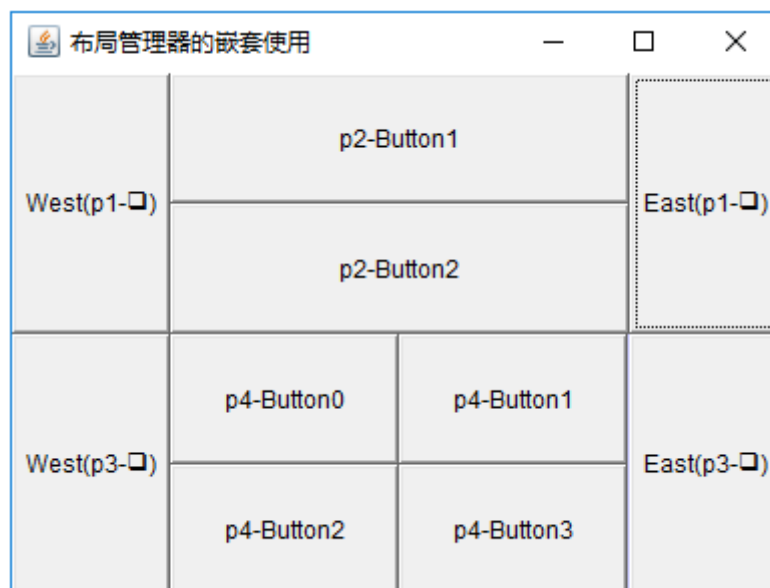 布局管理器的嵌套使用
p2-Button1
West(p1-❑)
East(p1-❑)
p2-Button2
p4-Button0
p4-Button1
West(p3-❑)
East(p3-❑)
p4-Button2
p4-Button3